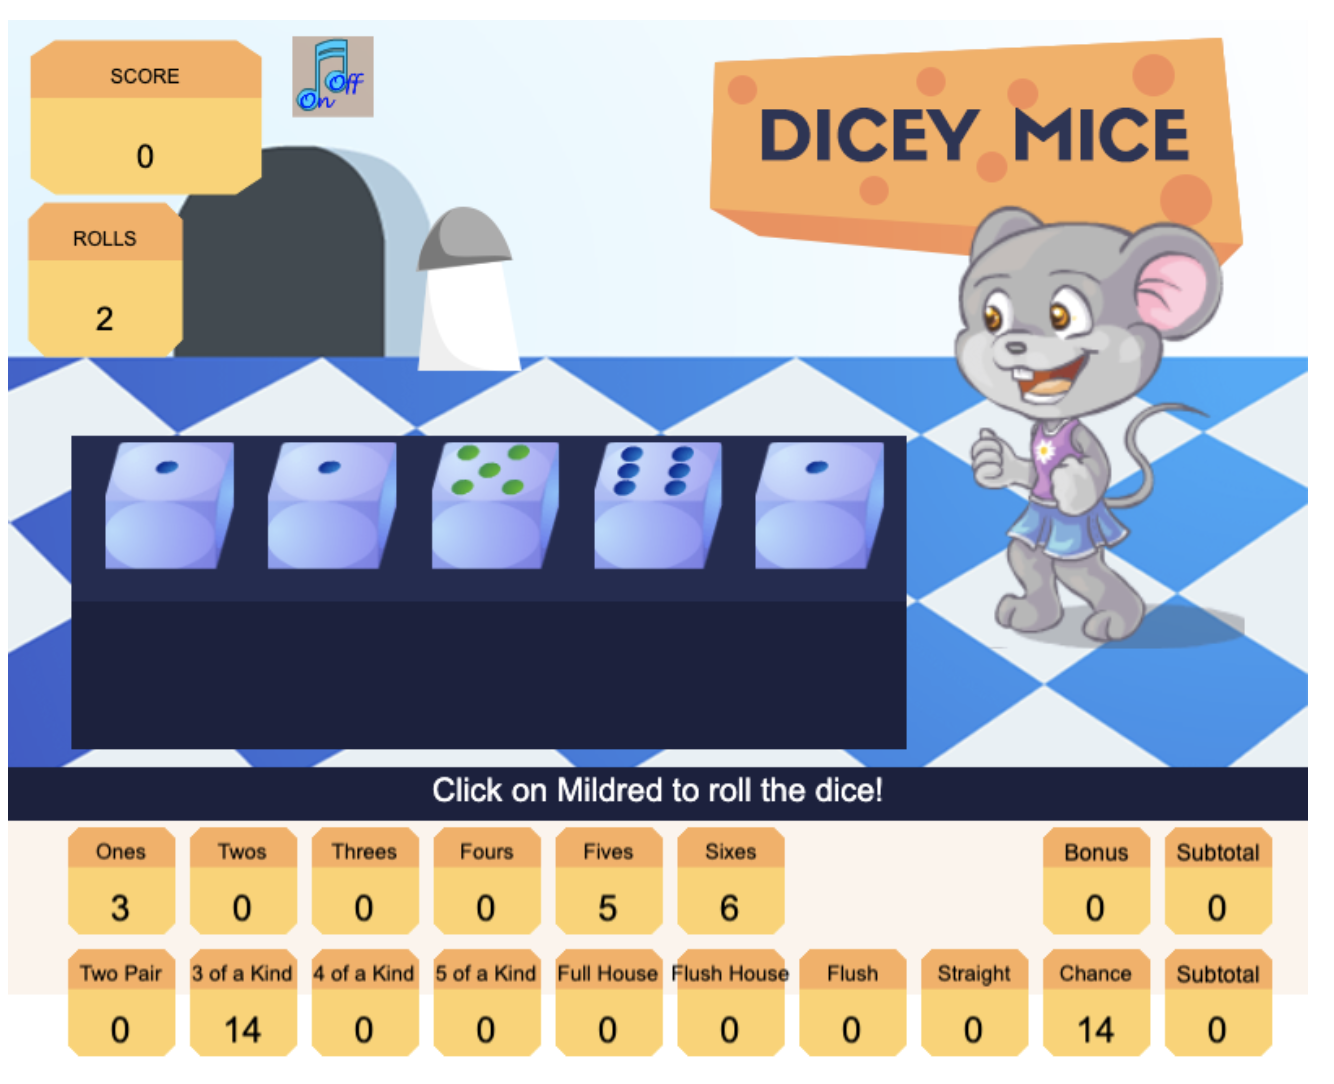 SCORE
0
On Off
DICEY MICE
ROLLS
2
Click on Mildred to roll the dice!
Ones Twos Threes Fours Fives Sixes Bonus Subtotal
3 0 0 0 5 6 0 0
Two Pair 3 of a Kind 4 of a Kind 5 of a Kind Full House Flush House Flush Straight Chance Subtotal
0 14 0 0 0 0 0 0 14 0